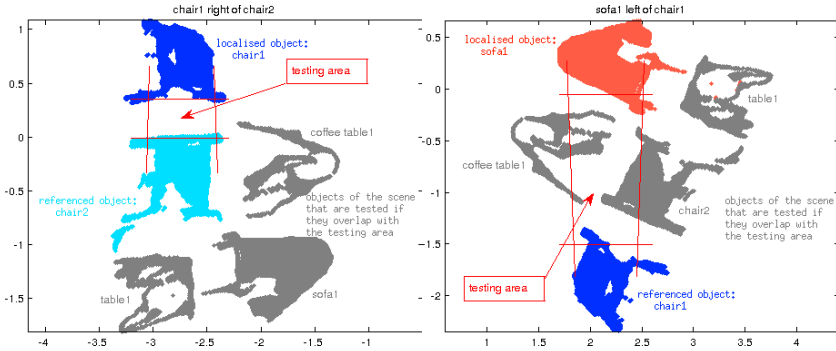 chair1 right of chair2
1
0.5
0
-0.5
-1
-1.5
-4.5
-4
-3.5
-3
-2.5
-2
-1.5
-1
localised object:
chair1
testing area
coffee table1
referenced object:
chair2
objects of the scene
that are tested if
they overlap with
the testing area
table1
sofa1
sofa1 left of chair1
0.5
0
-0.5
-1
-1.5
-2
1
1.5
2
2.5
3
3.5
4
localised object:
sofa1
table1
coffee table1
chair2
objects of the scene
that are tested if
they overlap with
the testing area
testing area
referenced object:
chair1